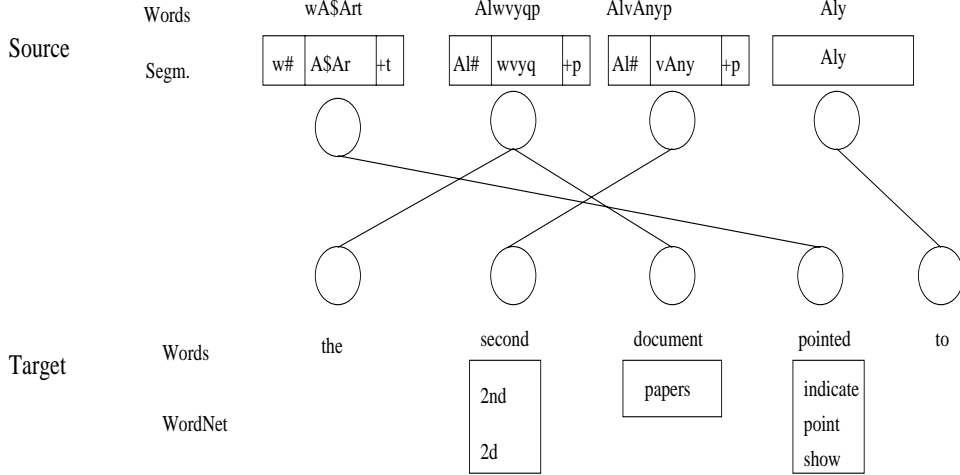 Words wA$Art Alwvyqp AlvAnyp Aly
Source
Segm. w# A$Ar +t Al# wvyq +p Al# vAny +p Aly
Target
Words the second document pointed to
WordNet 2nd papers indicate
point
2d show